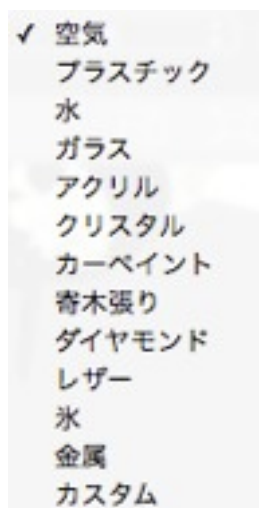 ✓ 空気
プラスチック
水
ガラス
アクリル
クリスタル
カーペイント
寄木張り
ダイヤモンド
レザー
氷
金属
カスタム